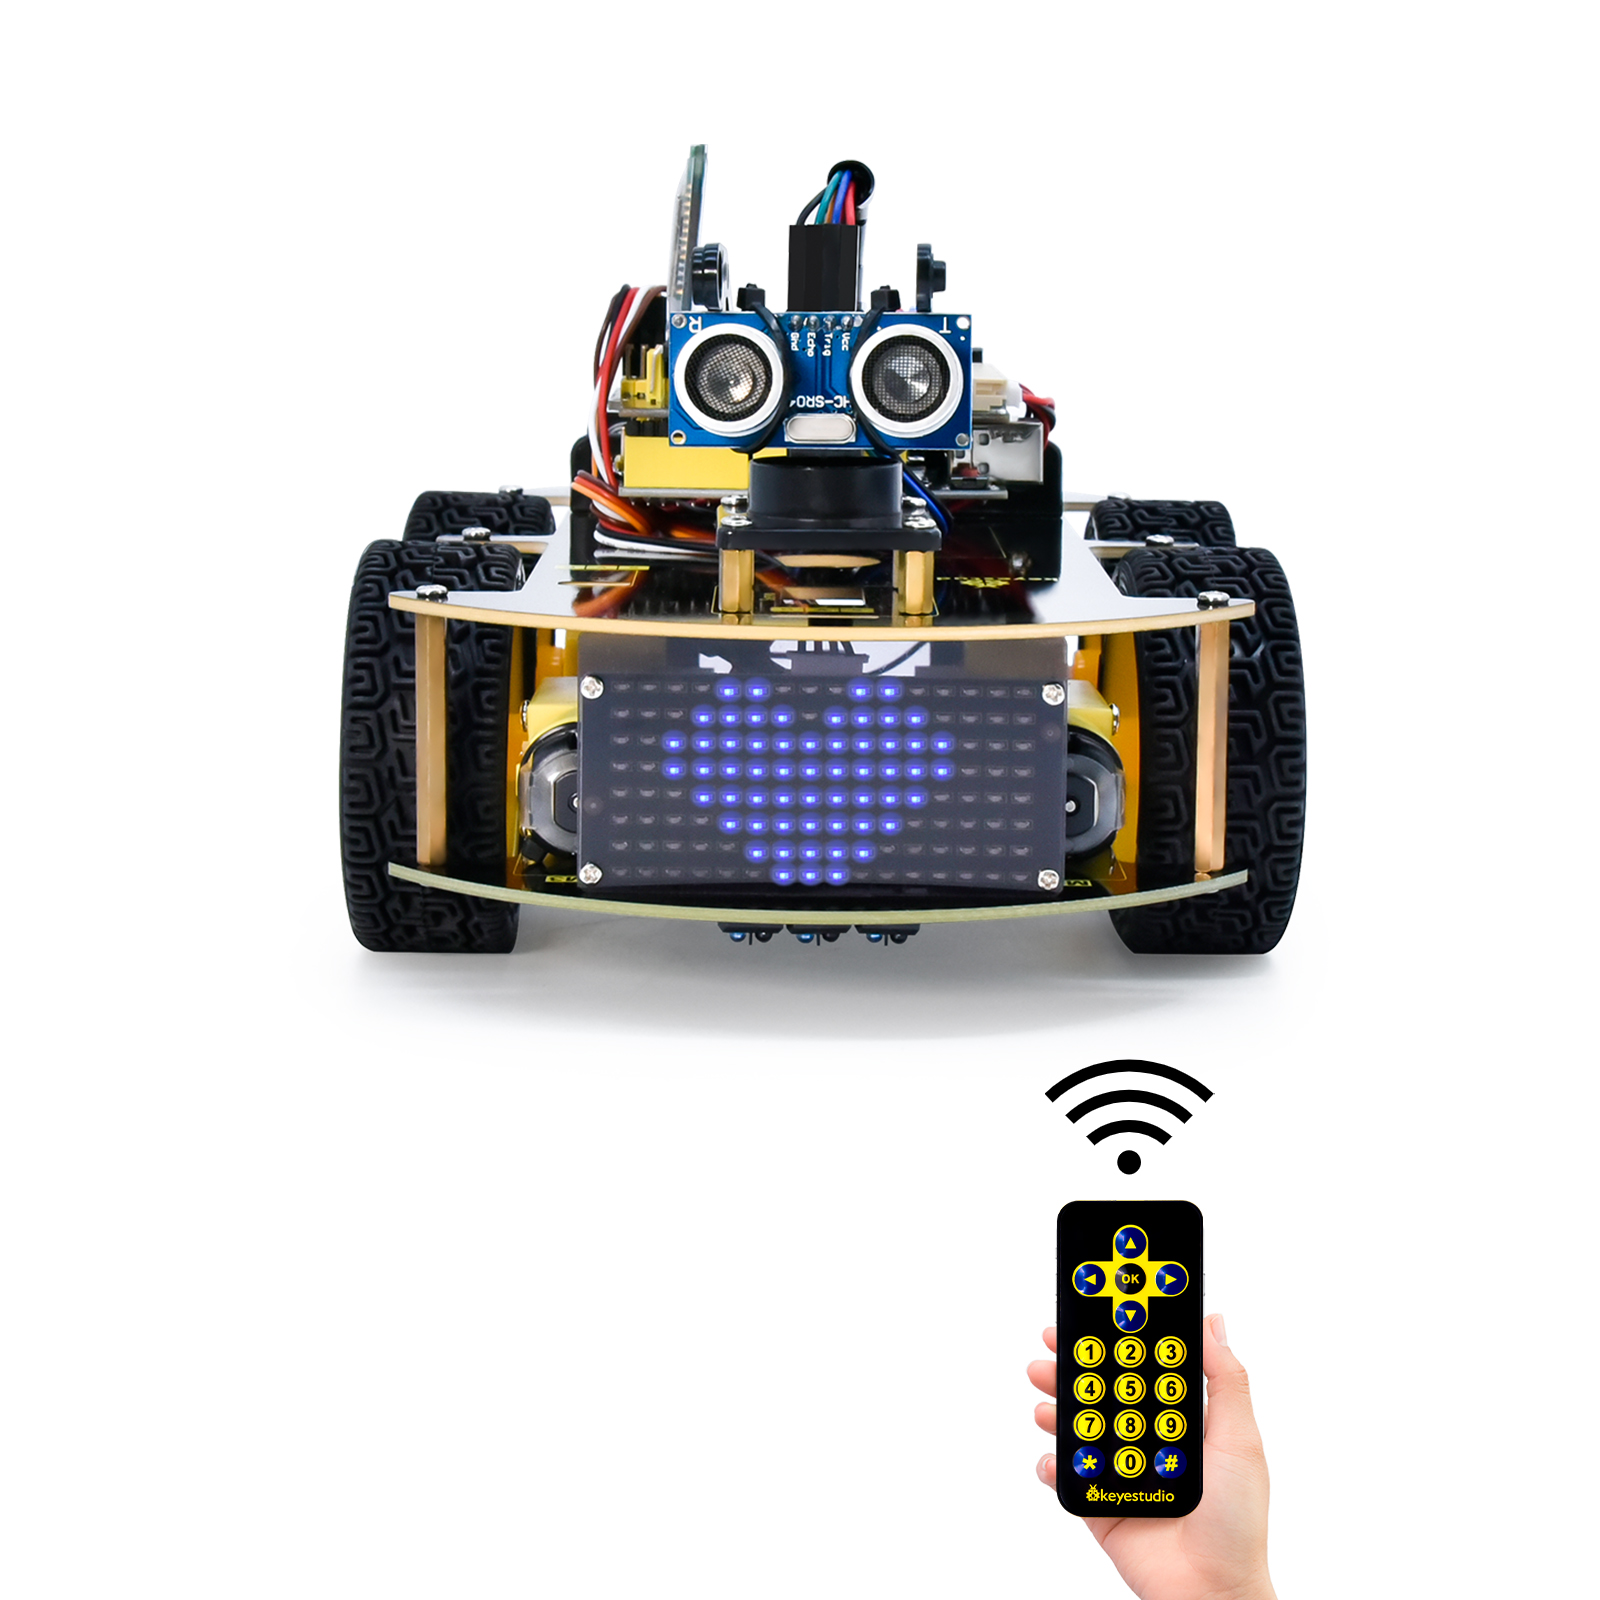 R
T
Vcc
Trig
Echo
Gnd
HC-SR04
OK
1 2 3
4 5 6
7 8 9
* 0 #
keyestudio